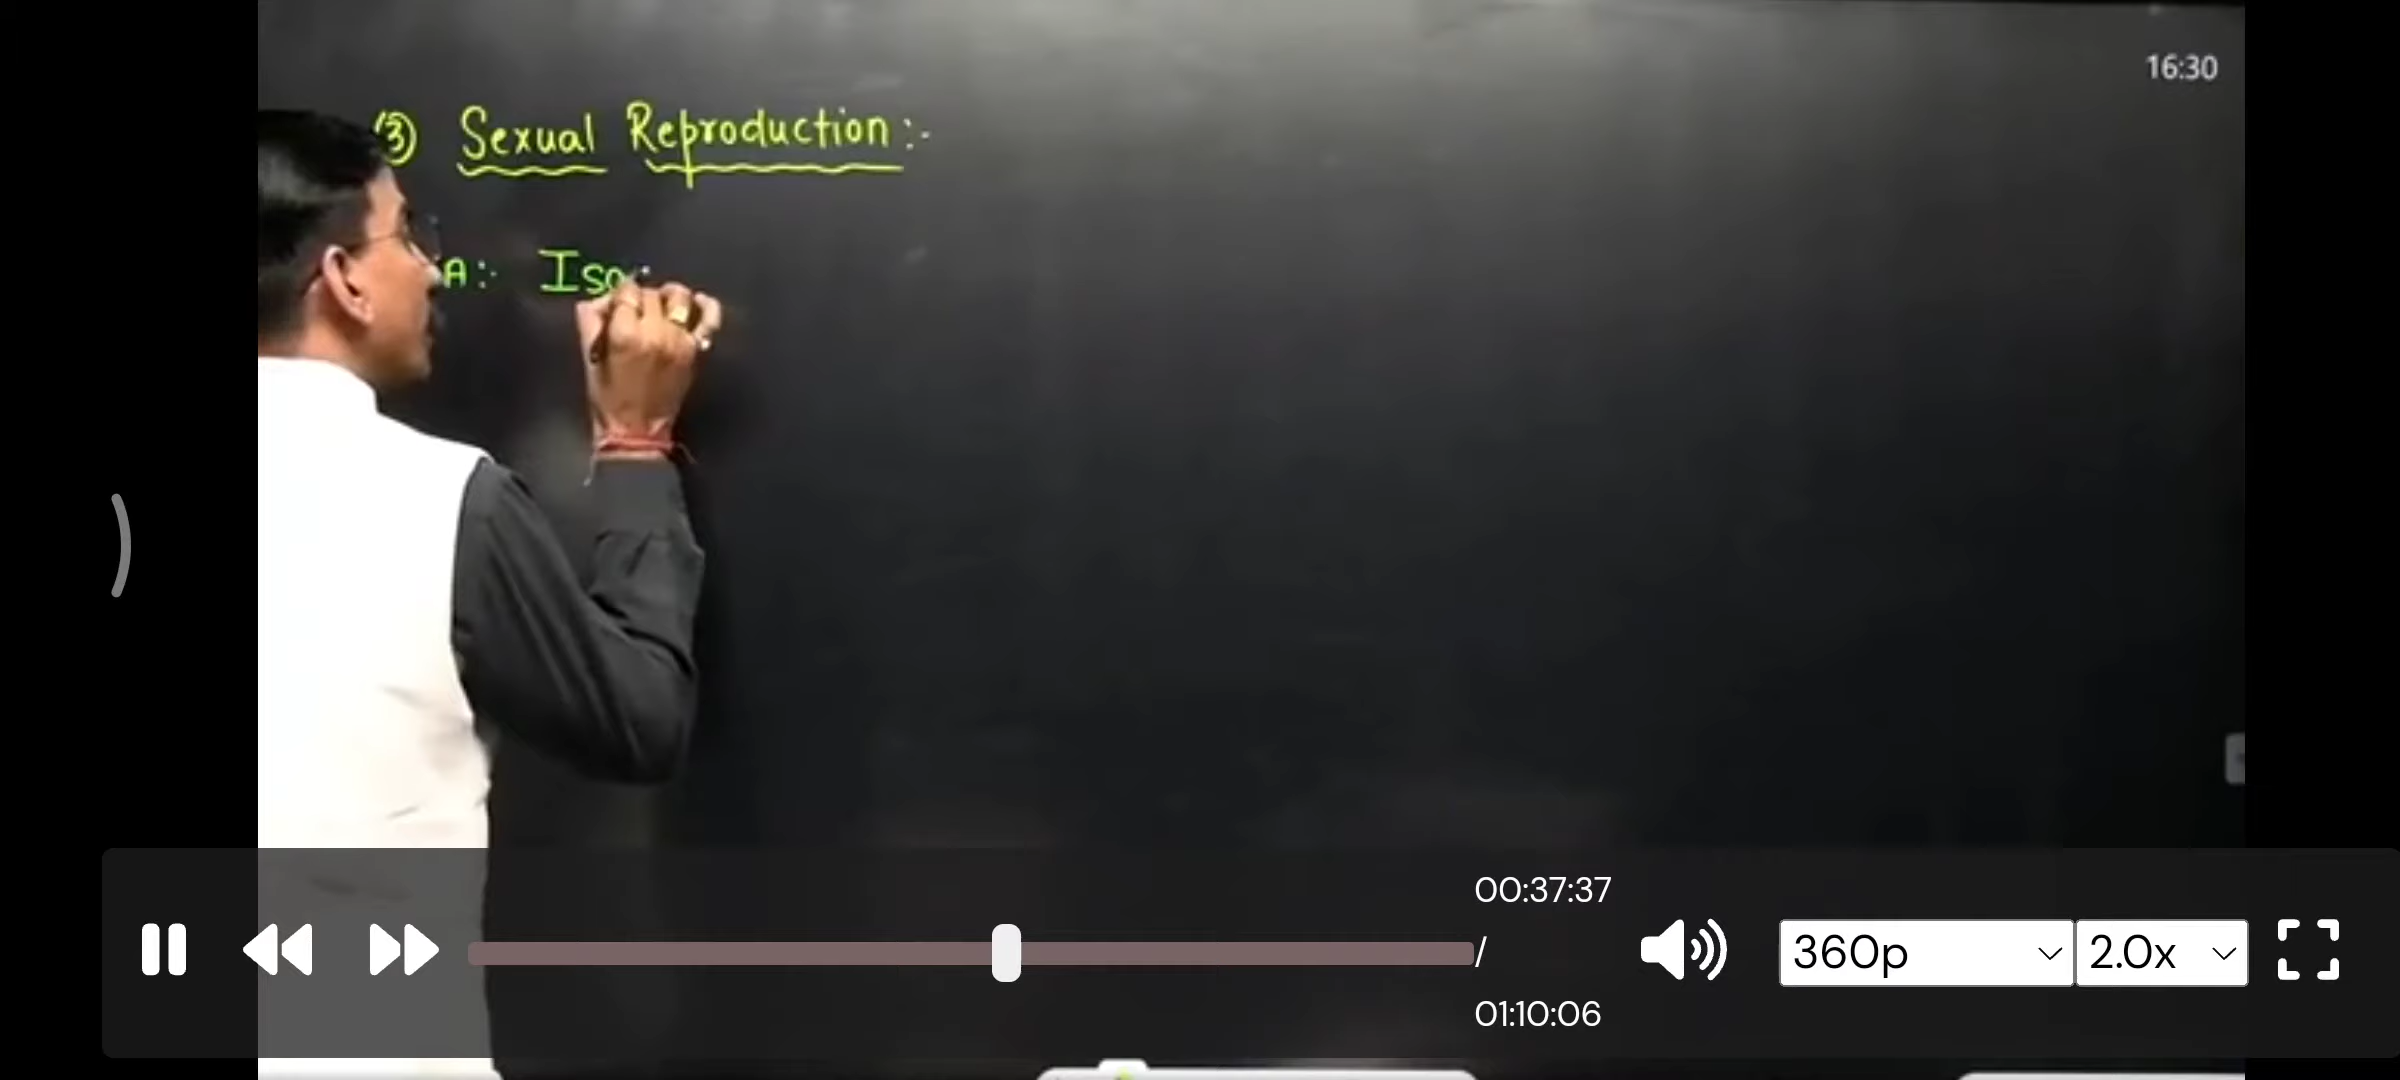 16:30
③ Sexual Reproduction:-
A:- Iso
00:37:37
/
01:10:06
360p
2.0x